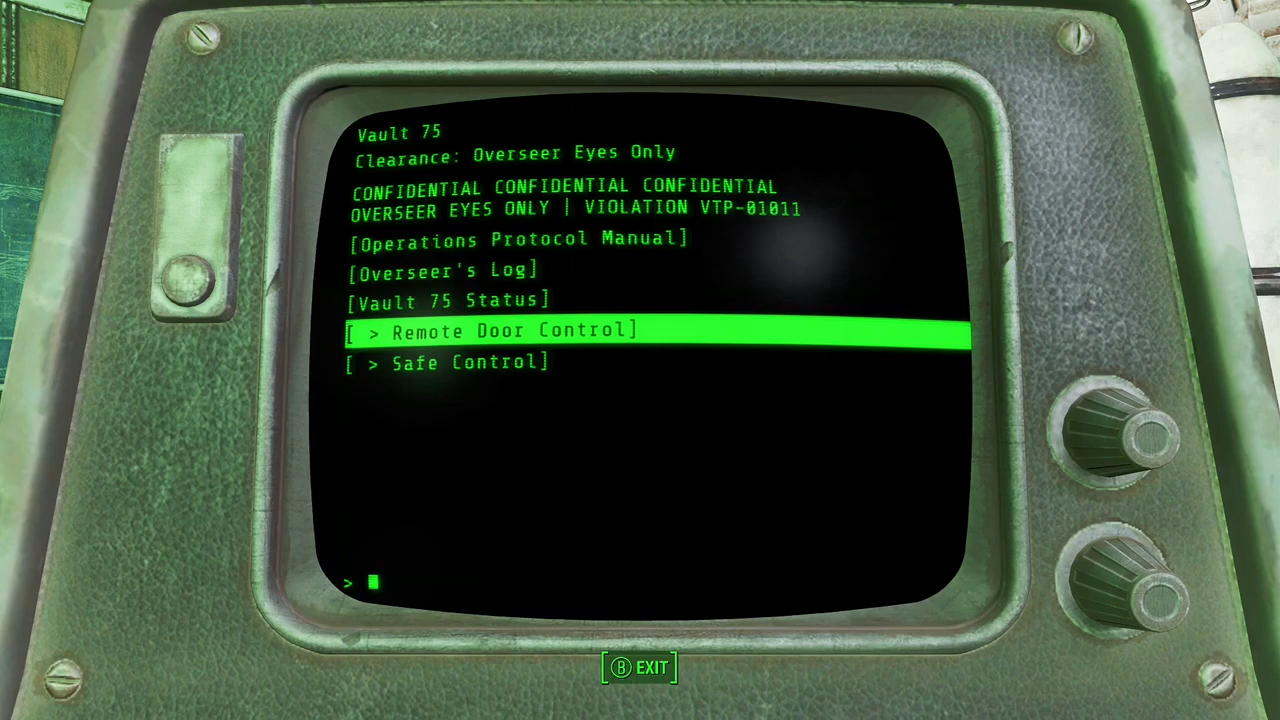 Vault 75
Clearance: Overseer Eyes Only
CONFIDENTIAL CONFIDENTIAL CONFIDENTIAL
OVERSEER EYES ONLY | VIOLATION VTP-01011
[Operations Protocol Manual]
[Overseer's Log]
[Vault 75 Status]
[ > Remote Door Control]
[ > Safe Control]
>
[Ⓑ EXIT]